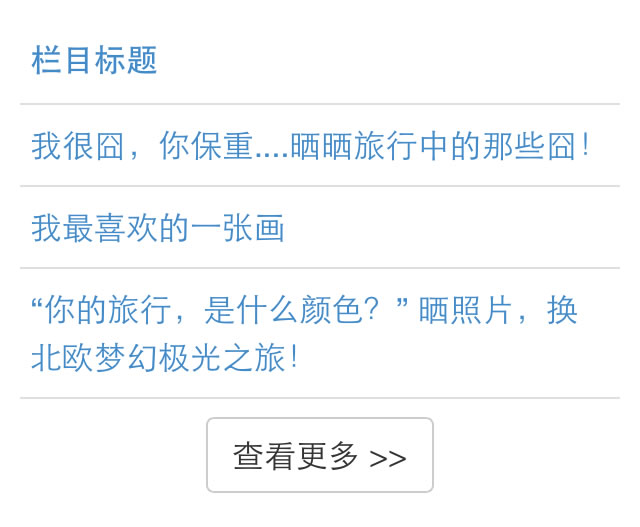 栏目标题
我很囧，你保重....晒晒旅行中的那些囧！
我最喜欢的一张画
“你的旅行，是什么颜色？” 晒照片，换
北欧梦幻极光之旅！
查看更多 >>